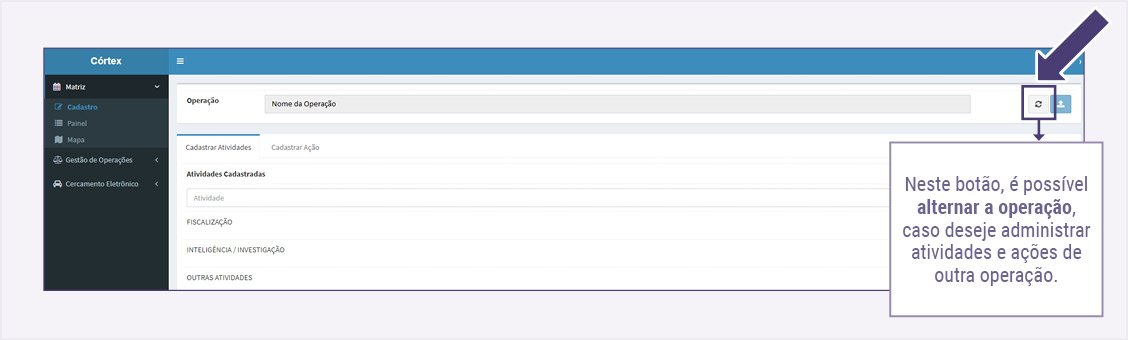 Córtex
Matriz
Cadastro
Painel
Mapa
Gestão de Operações
Cercamento Eletrônico
Operação
Nome da Operação
Cadastrar Atividades
Cadastrar Ação
Atividades Cadastradas
Atividade
FISCALIZAÇÃO
INTELIGÊNCIA / INVESTIGAÇÃO
OUTRAS ATIVIDADES
Neste botão, é possível
alternar a operação,
caso deseje administrar
atividades e ações de
outra operação.